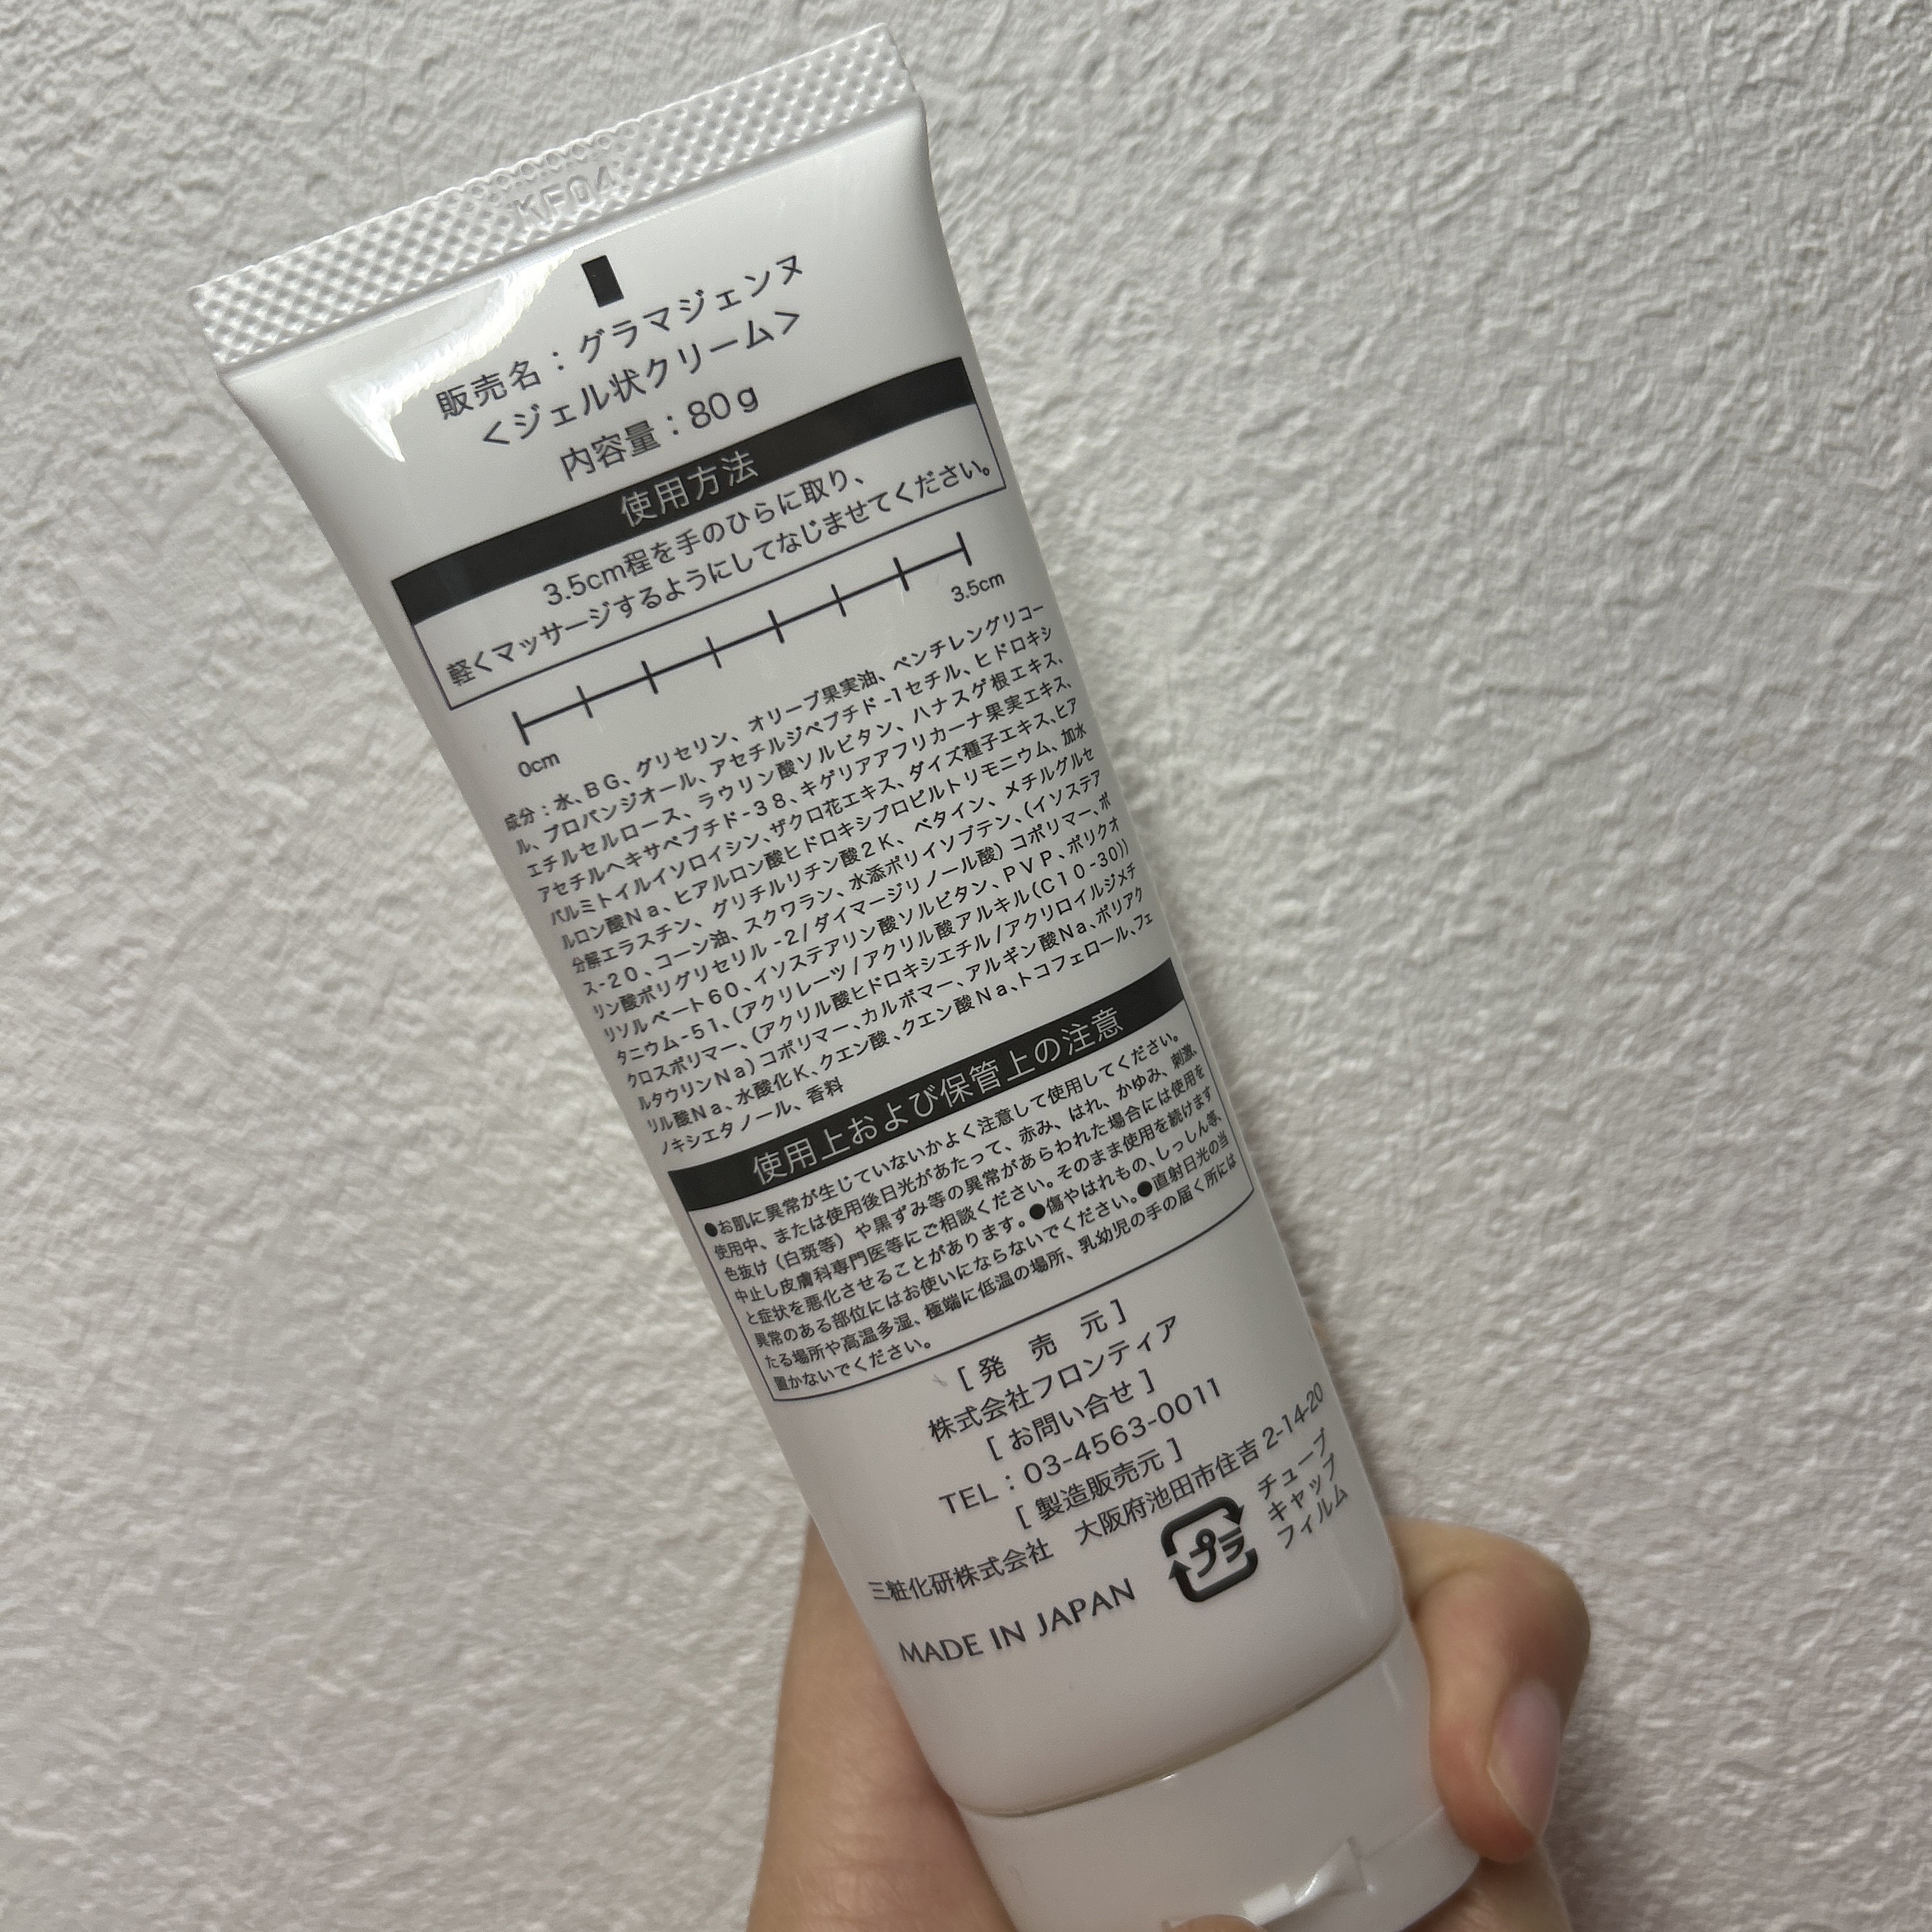 KF04
販売名：グラマジェンヌ
＜ジェル状クリーム＞
内容量：80g
使用方法
3.5cm程を手のひらに取り、
軽くマッサージするようにしてなじませてください。
0cm 3.5cm
成分：水、ＢＧ、グリセリン、オリーブ果実油、ペンチレングリコー
ル、プロパンジオール、アセチルジペプチド-1セチル、ヒドロキシ
エチルセルロース、ラウリン酸ソルビタン、ハナスゲ根エキス、
アセチルヘキサペプチド-38、キゲリアアフリカーナ果実エキス、
パルミトイルイソロイシン、ザクロ花エキス、ダイズ種子エキス、ヒア
ルロン酸Na、ヒアルロン酸ヒドロキシプロピルトリモニウム、加水
分解エラスチン、グリチルリチン酸2K、ベタイン、メチルグルセ
ス-20、コーン油、スクワラン、水添ポリイソブテン、（イソステア
リン酸ポリグリセリル-2/ダイマージリノール酸）コポリマー、ポ
リソルベート60、イソステアリン酸ソルビタン、ＰＶＰ、ポリクオ
タニウム-51、（アクリレーツ/アクリル酸アルキル（C10-30））
クロスポリマー、（アクリル酸ヒドロキシエチル/アクリロイルジメチ
ルタウリンNa）コポリマー、カルボマー、アルギン酸Na、ポリアク
リル酸Na、水酸化K、クエン酸、クエン酸Na、トコフェロール、フェ
ノキシエタノール、香料
使用上および保管上の注意
●お肌に異常が生じていないかよく注意して使用してください。
使用中、または使用後日光があたって、赤み、はれ、かゆみ、刺激、
色抜け（白斑等）や黒ずみ等の異常があらわれた場合には使用を
中止し皮膚科専門医等にご相談ください。そのまま使用を続けます
と症状を悪化させることがあります。●傷やはれもの、しっしん等、
異常のある部位にはお使いにならないでください。●直射日光の当
たる場所や高温多湿、極端に低温の場所、乳幼児の手の届く所には
置かないでください。
［発　売　元］
株式会社フロンティア
［お問い合せ］
TEL：03-4563-0011
［製造販売元］
三粧化研株式会社　大阪府池田市住吉2-14-20
プラ
チューブ
キャップ
フィルム
MADE IN JAPAN